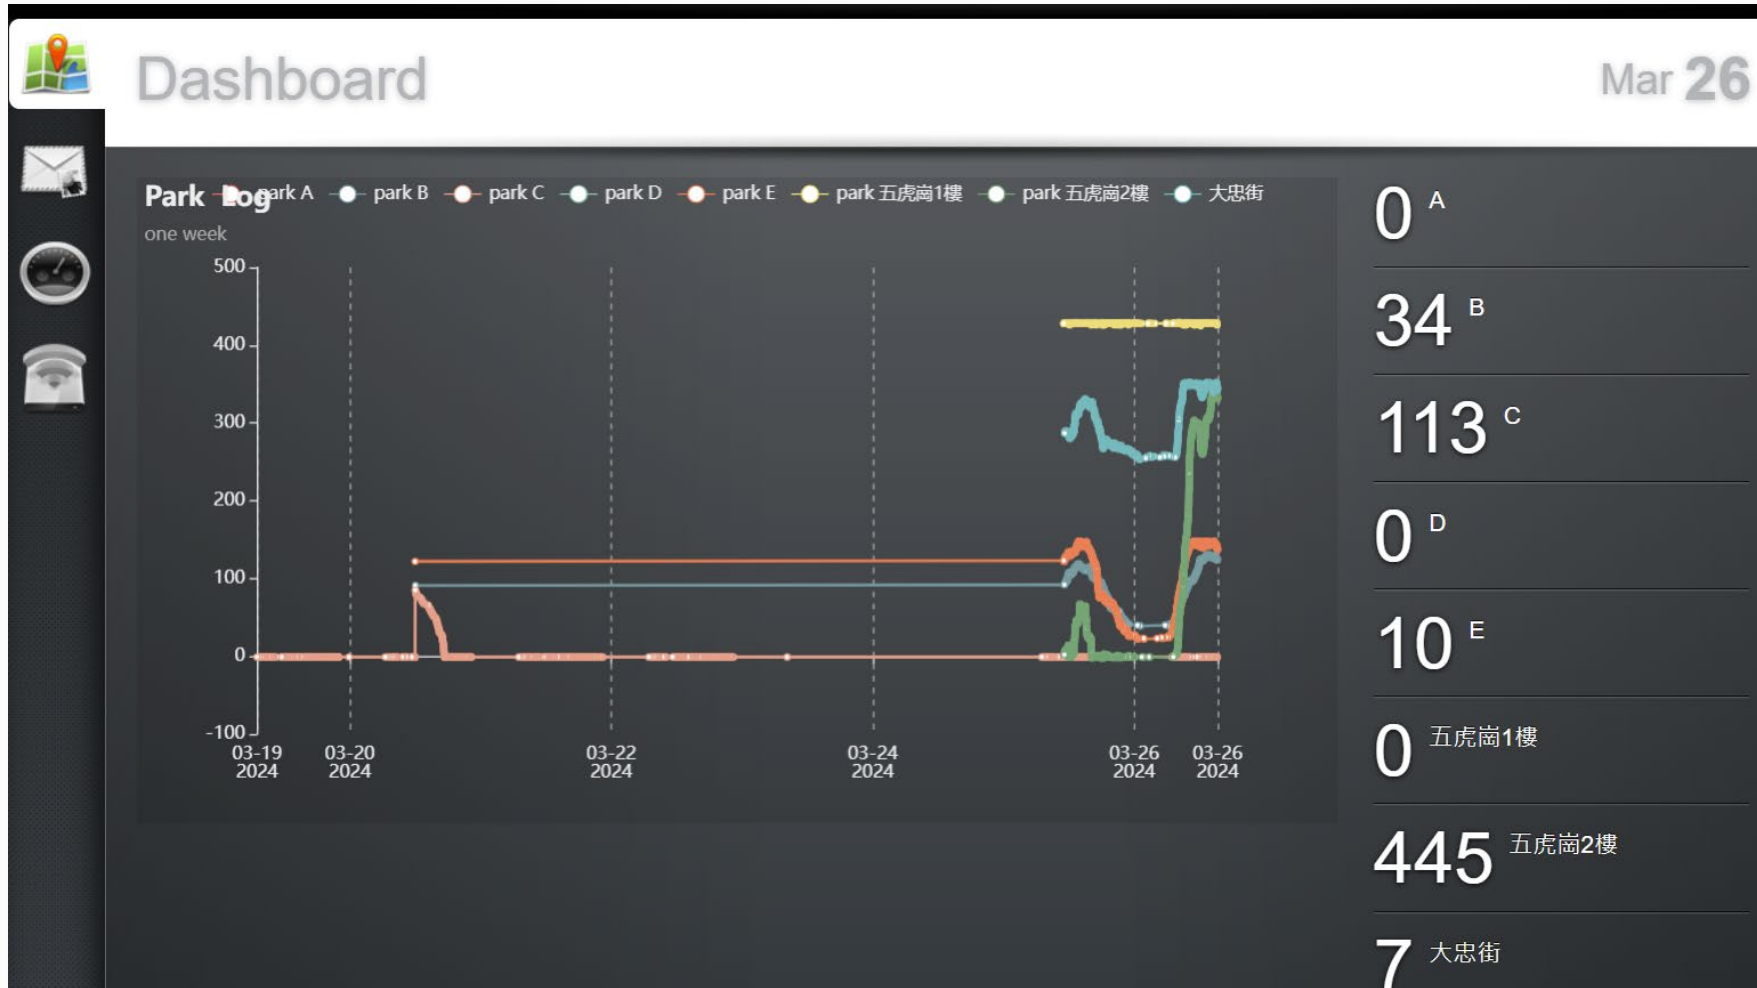 Dashboard
Mar 26
Park Log
park A park B park C park D park E park 五虎崗1樓 park 五虎崗2樓 大忠街
one week
500
400
300
200
100
0
-100
03-19 03-20 03-22 03-24 03-26 03-26
2024 2024 2024 2024 2024 2024
0 A
34 B
113 C
0 D
10 E
0 五虎崗1樓
445 五虎崗2樓
7 大忠街